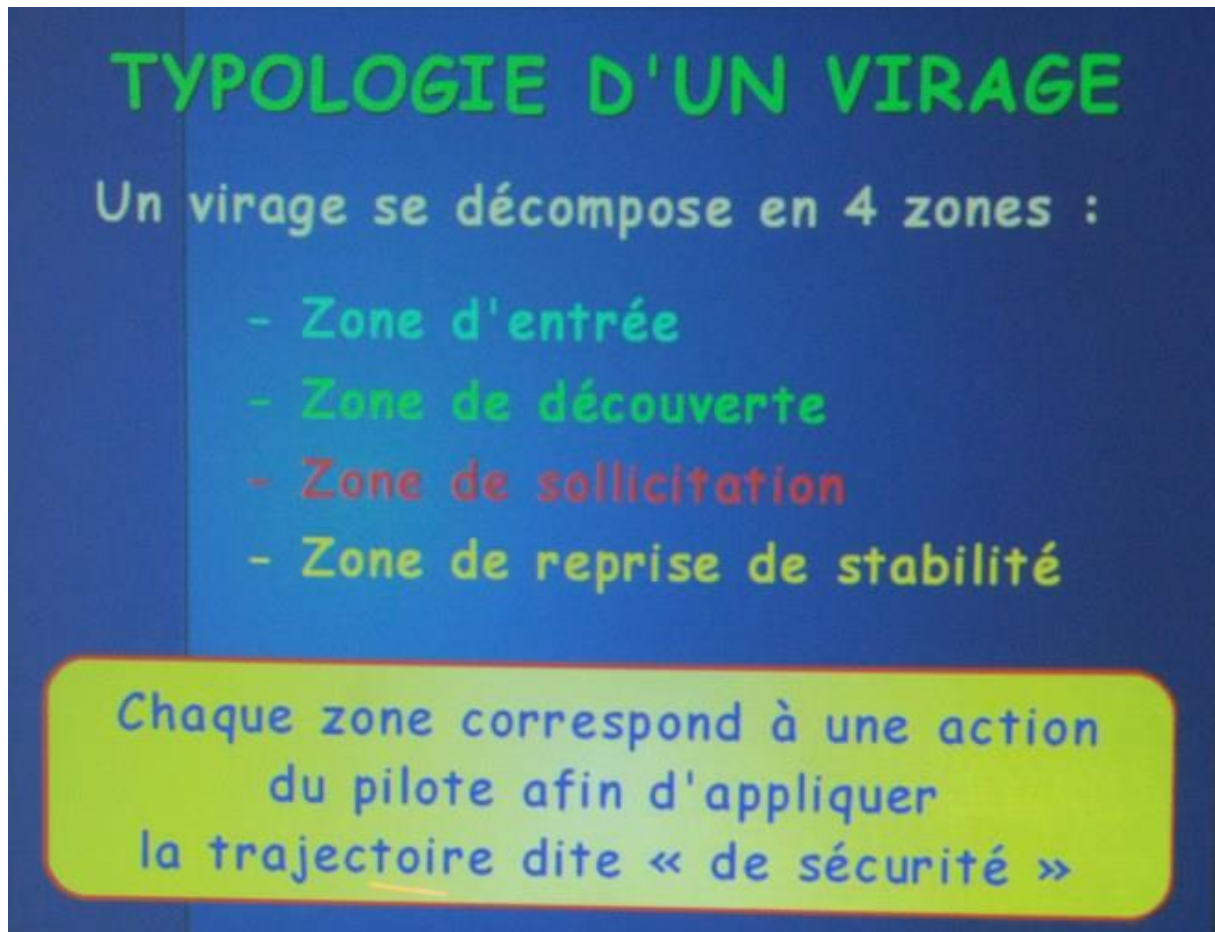 TYPOLOGIE D'UN VIRAGE
Un virage se décompose en 4 zones :
- Zone d'entrée
- Zone de découverte
- Zone de sollicitation
- Zone de reprise de stabilité
Chaque zone correspond à une action
du pilote afin d'appliquer
la trajectoire dite « de sécurité »